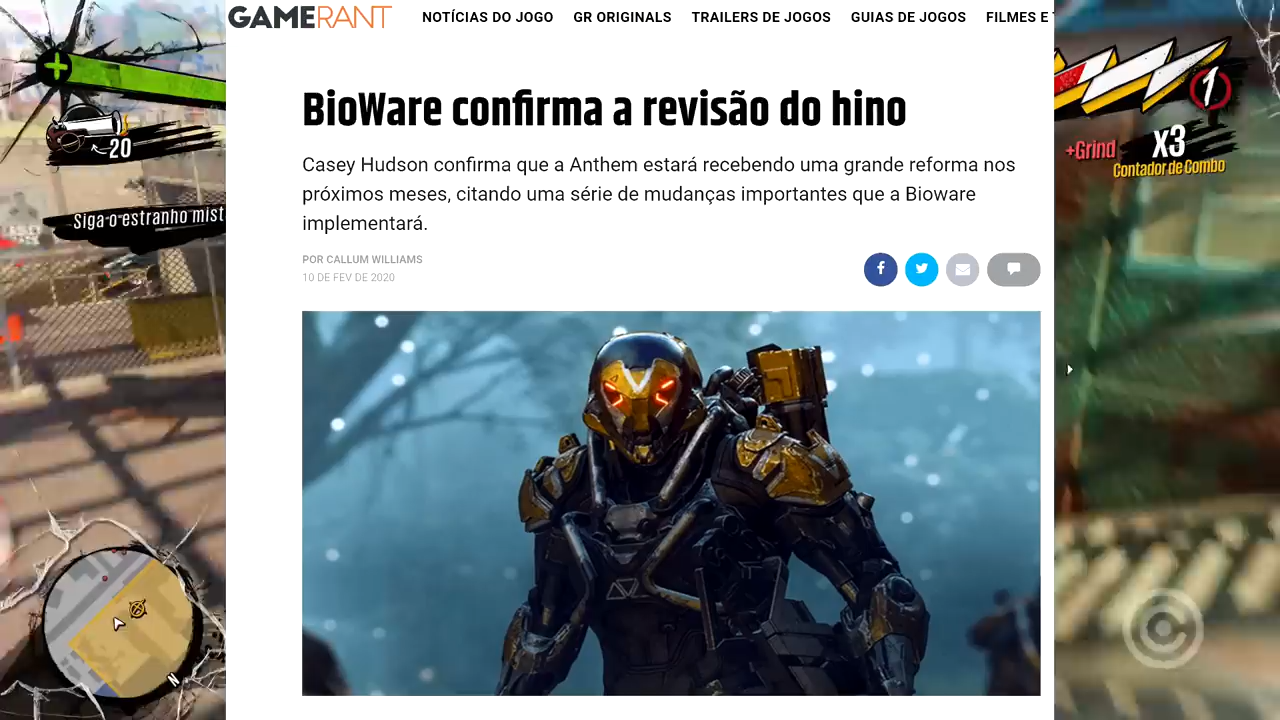 GAMERANT
NOTÍCIAS DO JOGO GR ORIGINALS TRAILERS DE JOGOS GUIAS DE JOGOS FILMES E
BioWare confirma a revisão do hino
Casey Hudson confirma que a Anthem estará recebendo uma grande reforma nos
próximos meses, citando uma série de mudanças importantes que a Bioware
implementará.
POR CALLUM WILLIAMS
10 DE FEV DE 2020
20
Siga o estranho mist
1
+Grind
x3
Contador de Combo
N
©